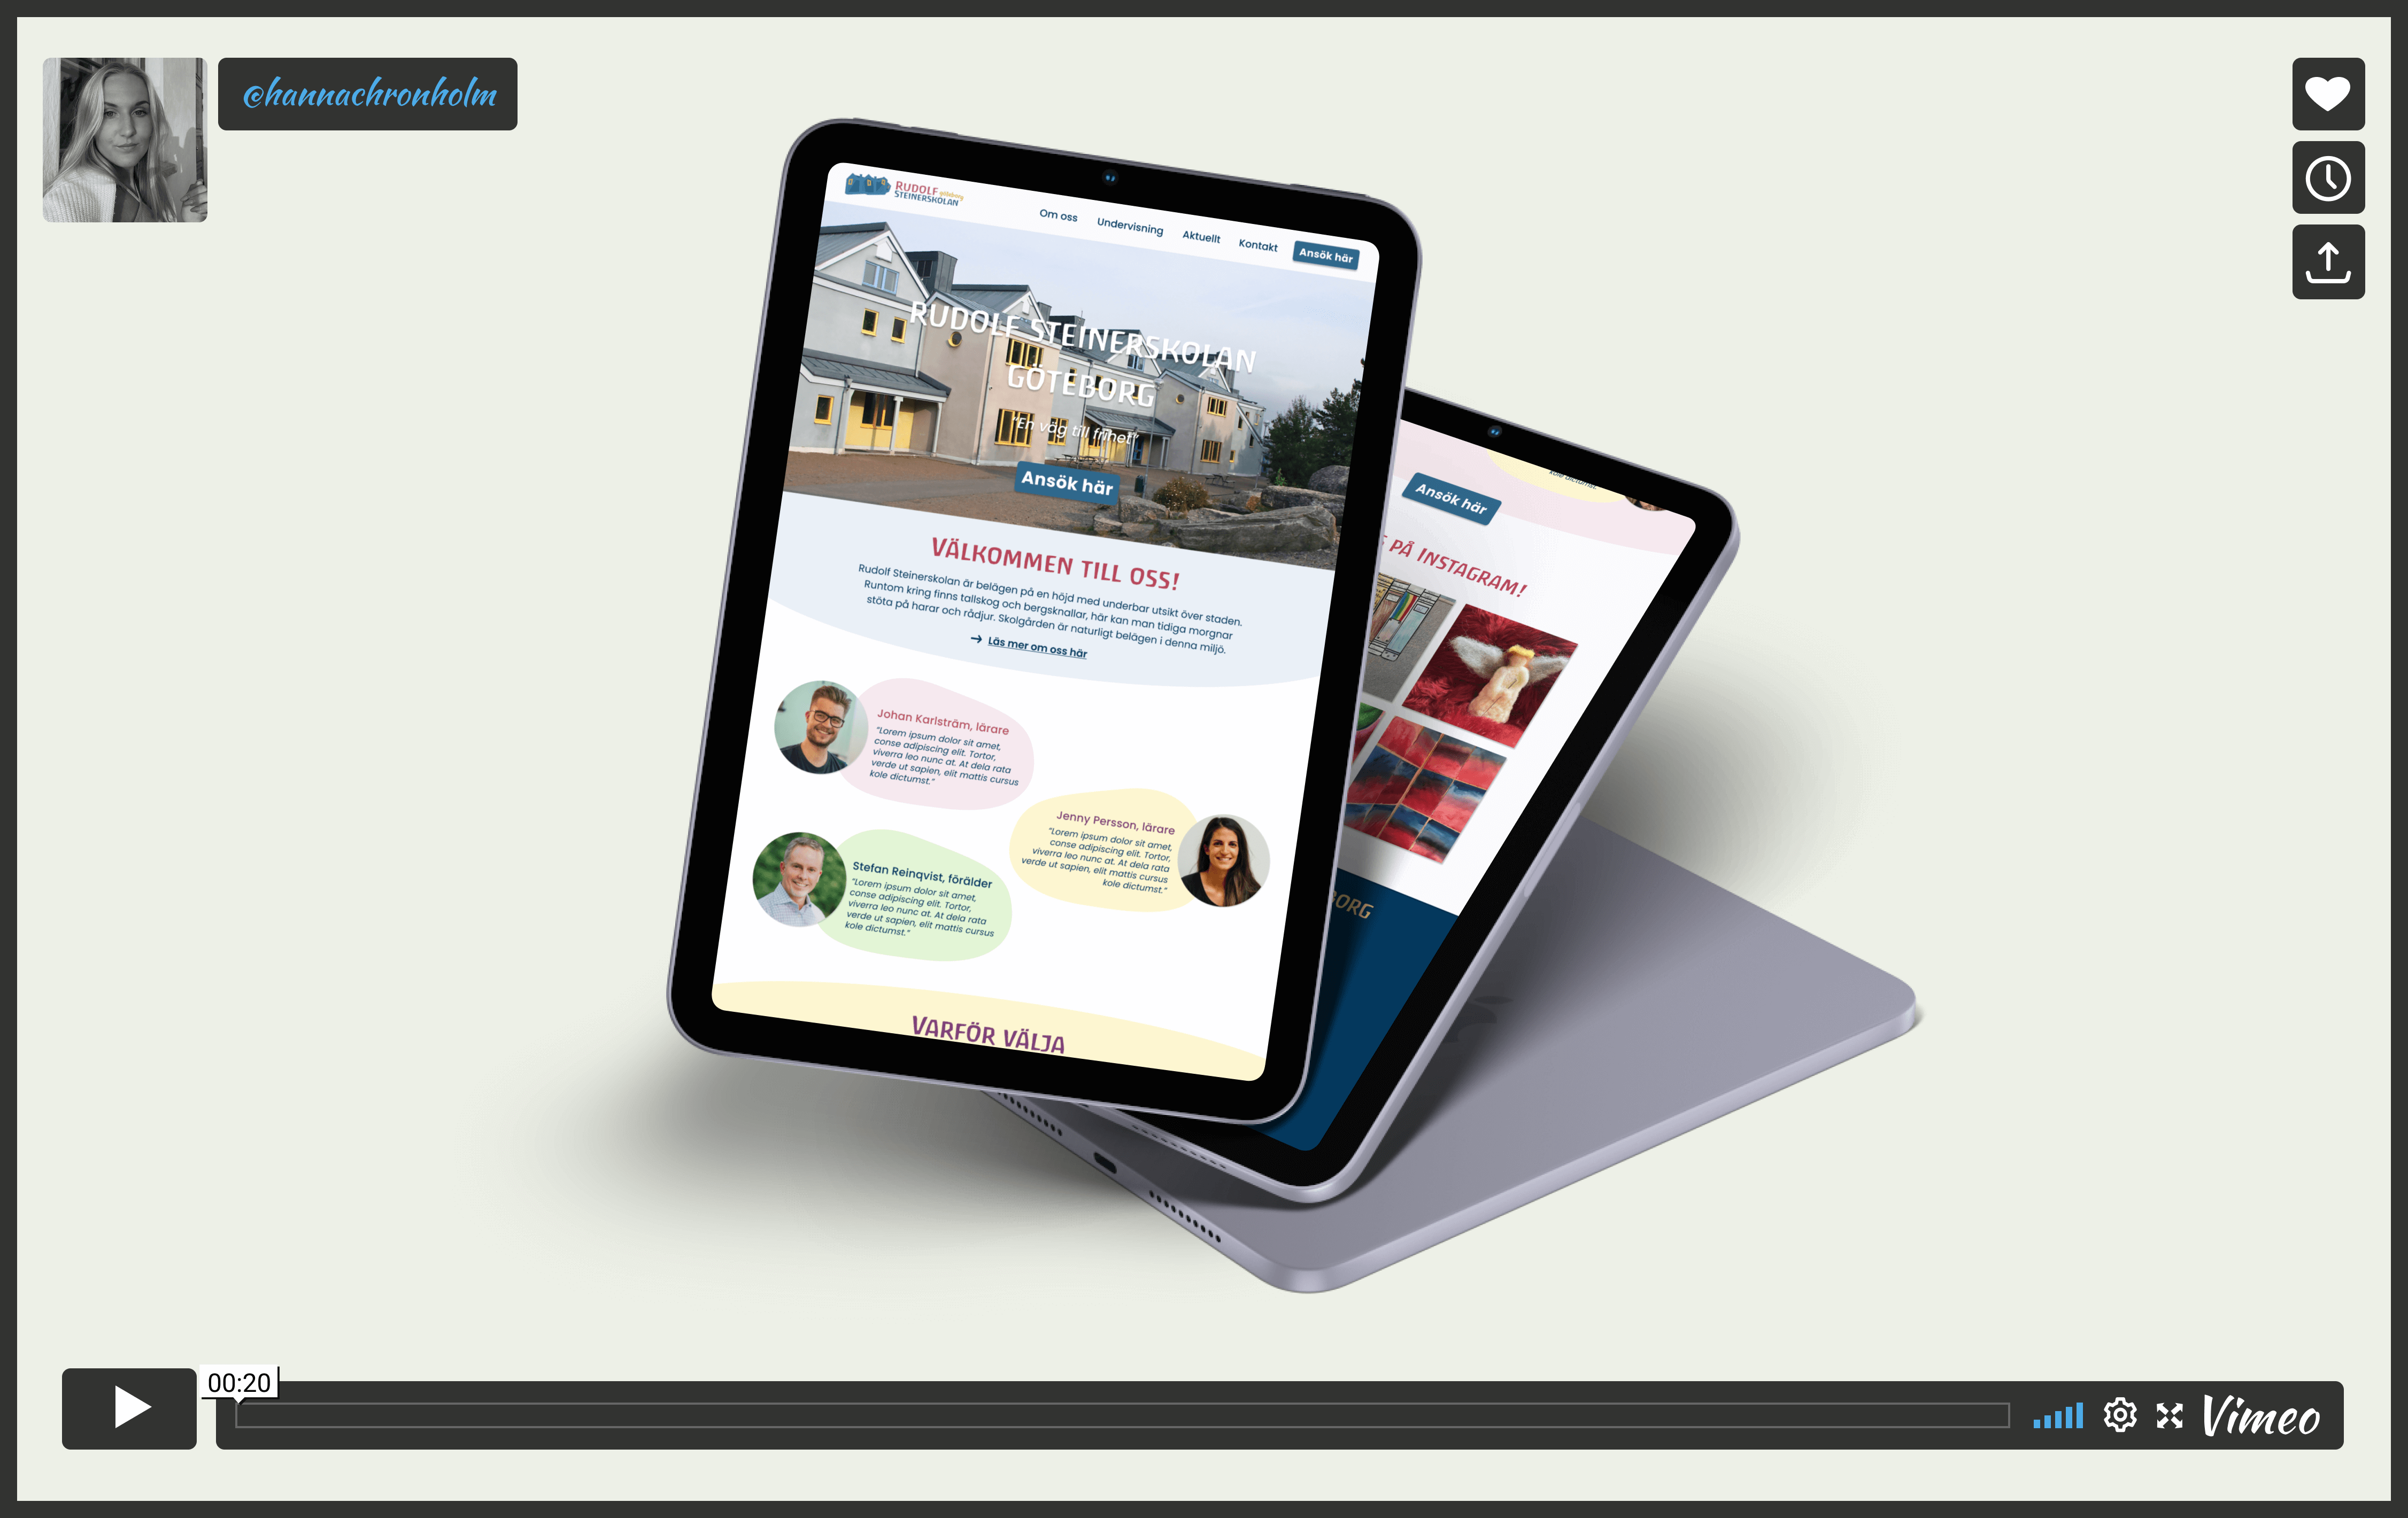 @hannachronholm
RUDOLF göteborg
STEINERSKOLAN
Om oss
Undervisning
Aktuellt
Kontakt
Ansök här
RUDOLF STEINERSKOLAN
GÖTEBORG
"En väg till frihet"
Ansök här
VÄLKOMMEN TILL OSS!
Rudolf Steinerskolan är belägen på en höjd med underbar utsikt över staden.
Runtom kring finns tallskog och bergsknallar, här kan man tidiga morgnar
stöta på harar och rådjur. Skolgården är naturligt belägen i denna miljö.
→ Läs mer om oss här
Johan Karlsträm, lärare
"Lorem ipsum dolor sit amet,
conse adipiscing elit. Tortor,
viverra leo nunc at. At dela rata
verde ut sapien, elit mattis cursus
kole dictumst."
Jenny Persson, lärare
"Lorem ipsum dolor sit amet,
conse adipiscing elit. Tortor,
viverra leo nunc at. At dela rata
verde ut sapien, elit mattis cursus
kole dictumst."
Stefan Reinqvist, förälder
"Lorem ipsum dolor sit amet,
conse adipiscing elit. Tortor,
viverra leo nunc at. At dela rata
verde ut sapien, elit mattis cursus
kole dictumst."
VARFÖR VÄLJA
Ansök här
PÅ INSTAGRAM!
BORG
00:20
Vimeo